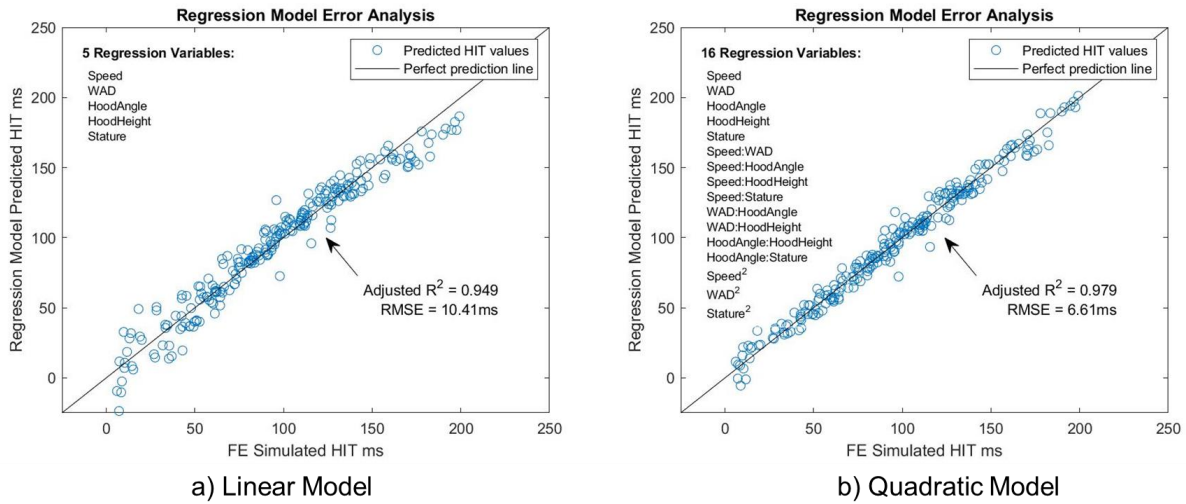 Regression Model Error Analysis
250
200
150
100
50
0
Regression Model Predicted HIT ms
5 Regression Variables:
Speed
WAD
HoodAngle
HoodHeight
Stature
Predicted HIT values
Perfect prediction line
Adjusted R² = 0.949
RMSE = 10.41ms
0 50 100 150 200 250
FE Simulated HIT ms
a) Linear Model
Regression Model Error Analysis
250
200
150
100
50
0
Regression Model Predicted HIT ms
16 Regression Variables:
Speed
WAD
HoodAngle
HoodHeight
Stature
Speed:WAD
Speed:HoodAngle
Speed:HoodHeight
Speed:Stature
WAD:HoodAngle
WAD:HoodHeight
HoodAngle:HoodHeight
HoodAngle:Stature
Speed²
WAD²
Stature²
Predicted HIT values
Perfect prediction line
Adjusted R² = 0.979
RMSE = 6.61ms
0 50 100 150 200 250
FE Simulated HIT ms
b) Quadratic Model